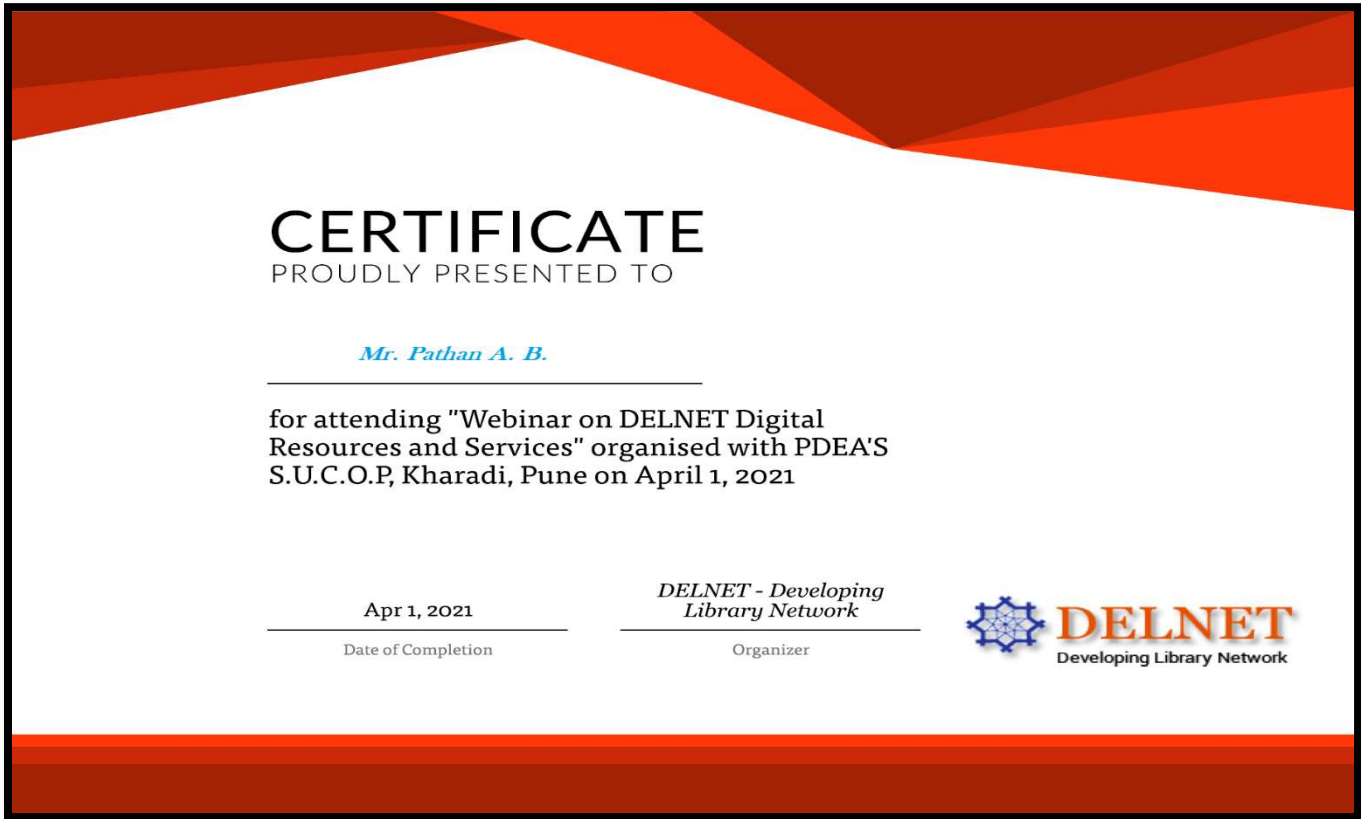 CERTIFICATE
PROUDLY PRESENTED TO
Mr. Pathan A. B.
for attending "Webinar on DELNET Digital
Resources and Services" organised with PDEA'S
S.U.C.O.P, Kharadi, Pune on April 1, 2021
Apr 1, 2021
Date of Completion
DELNET - Developing
Library Network
Organizer
DELNET
Developing Library Network